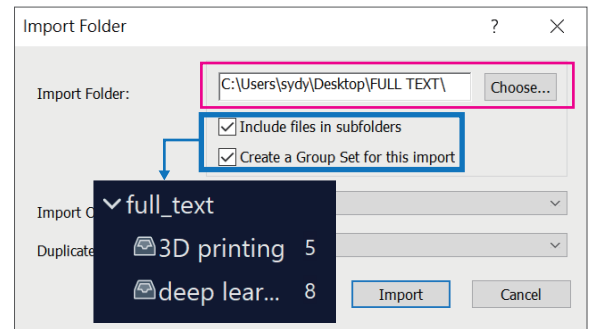 Import Folder ? ×
Import Folder: C:\Users\sydy\Desktop\FULL TEXT\ Choose...
Include files in subfolders
Create a Group Set for this import
Import O
full_text
Duplicate
3D printing 5
deep lear... 8
Import Cancel